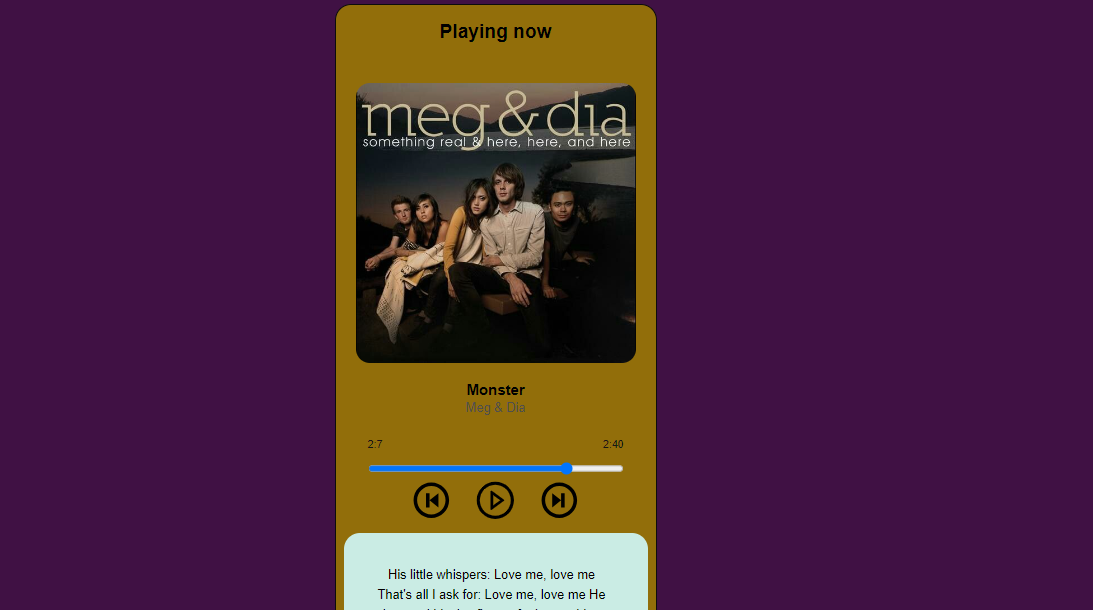 Playing now
meg & dia
something real & here, here, and here
Monster
Meg & Dia
2:7
2:40
His little whispers: Love me, love me
That's all I ask for: Love me, love me He